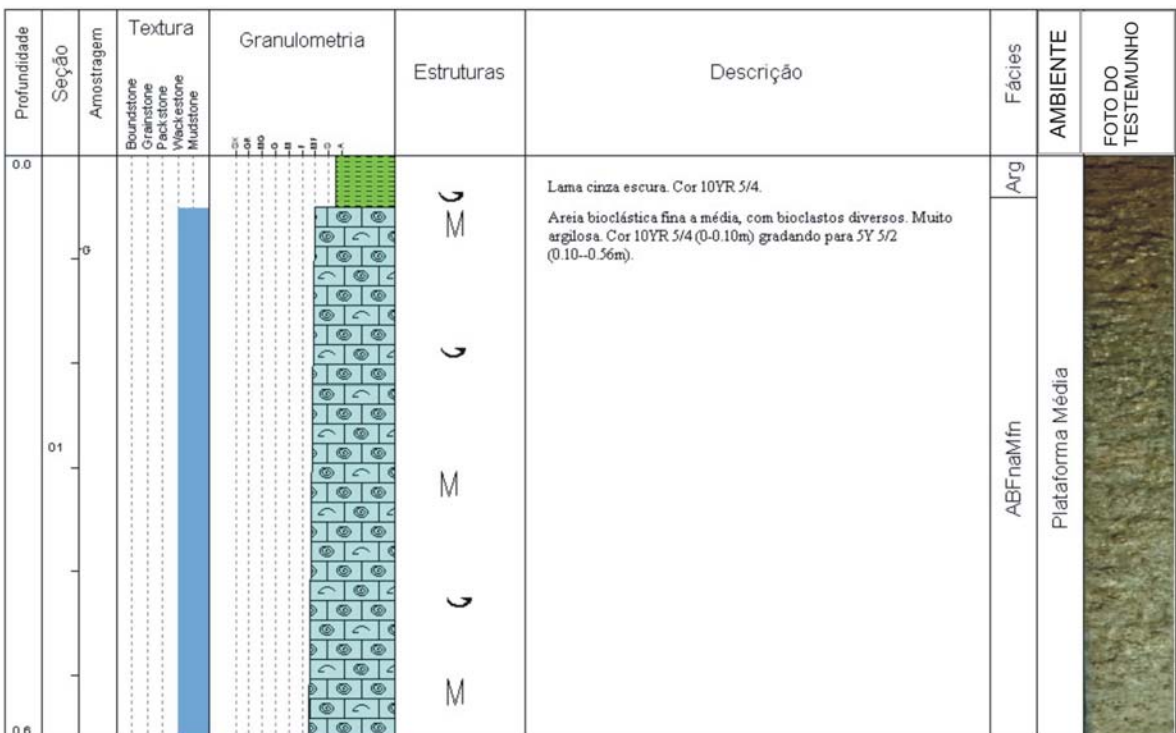 Profundidade
Seção
Amostragem
Textura
Boundstone
Grainstone
Packstone
Wackestone
Mudstone
Granulometria
A
Estruturas
Descrição
Fácies
AMBIENTE
FOTO DO
TESTEMUNHO
0.0
Lama cinza escura. Cor 10YR 5/4.
Arg
M
Areia bioclástica fina a média, com bioclastos diversos. Muito
argilosa. Cor 10YR 5/4 (0-0.10m) gradando para 5Y 5/2
(0.10--0.56m).
G
01
M
ABFnaMfn
Plataforma Média
M
0.6